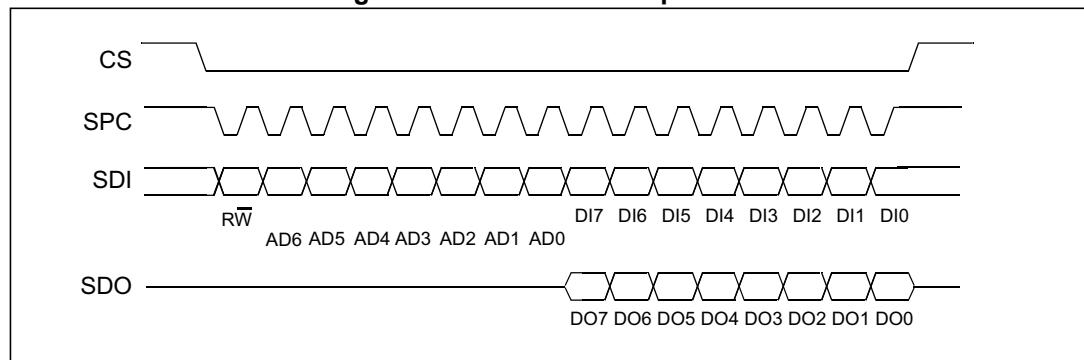 CS
SPC
SDI
RW̅
DI7 DI6 DI5 DI4 DI3 DI2 DI1 DI0
AD6 AD5 AD4 AD3 AD2 AD1 AD0
SDO
DO7 DO6 DO5 DO4 DO3 DO2 DO1 DO0